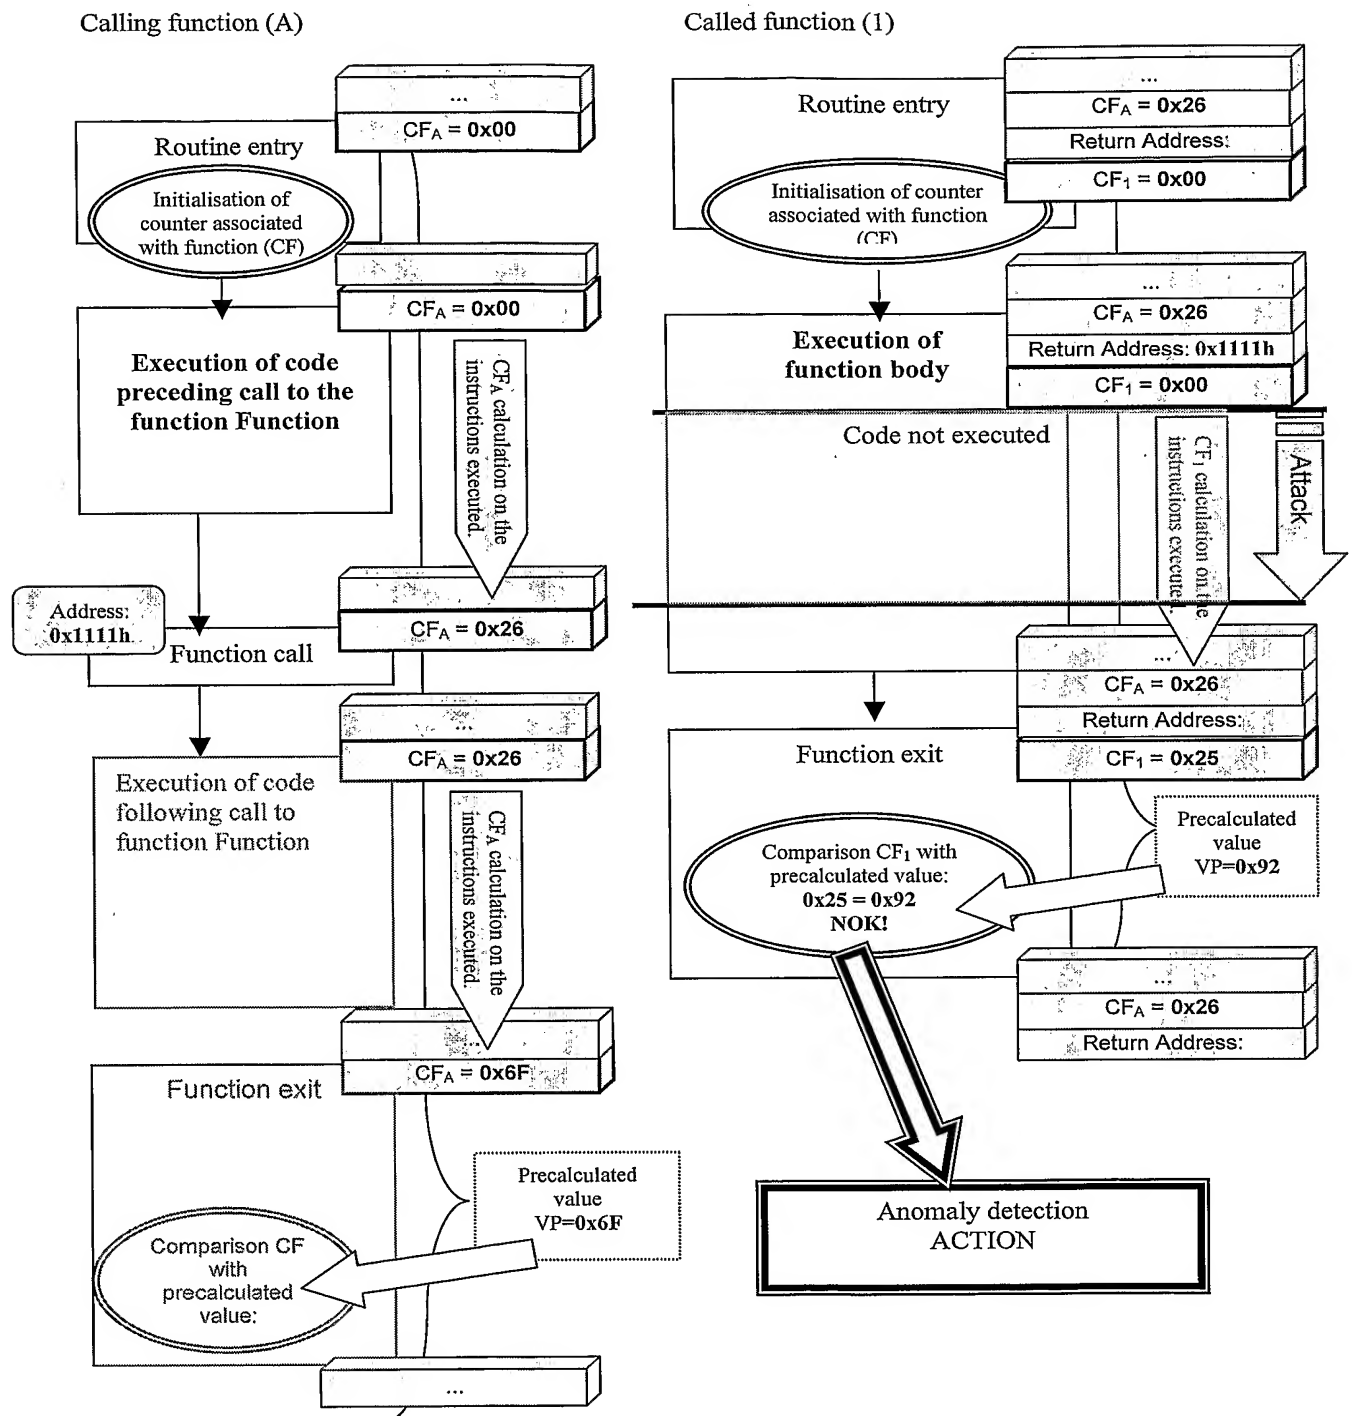 Calling function (A)
...
CFA = 0x00
Routine entry
Initialisation of
counter associated
with function (CF)
CFA = 0x00
Execution of code
preceding call to the
function Function
CFA calculation on the
instructions executed.
Address:
0x1111h
CFA = 0x26
Function call
...
CFA = 0x26
Execution of code
following call to
function Function
CFA calculation on the
instructions executed.
...
CFA = 0x6F
Function exit
Precalculated
value
VP=0x6F
Comparison CF
with
precalculated
value:
...
Called function (1)
...
CFA = 0x26
Return Address:
CF1 = 0x00
Routine entry
Initialisation of counter
associated with function
(CF)
...
CFA = 0x26
Return Address: 0x1111h
CF1 = 0x00
Execution of
function body
Code not executed
CF1 calculation on the
instructions executed.
Attack
...
CFA = 0x26
Return Address:
CF1 = 0x25
Function exit
Precalculated
value
VP=0x92
Comparison CF1 with
precalculated value:
0x25 = 0x92
NOK!
...
CFA = 0x26
Return Address:
Anomaly detection
ACTION